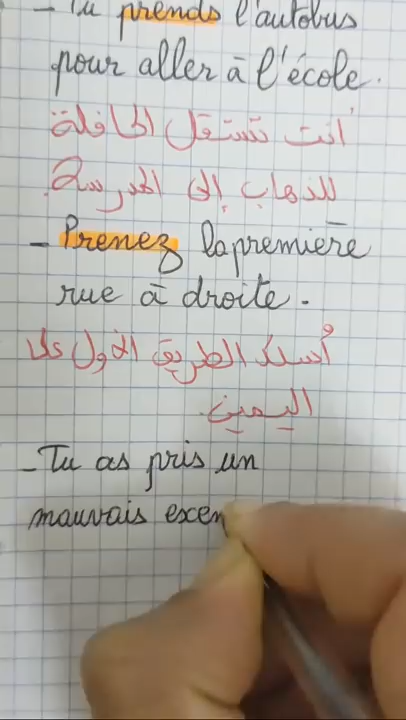 - Tu prends l'autobus
pour aller à l'école.
أنت تستقل الحافلة
للذهاب إلى المدرسة.
- Prenez la première
rue à droite.
أسلك الطريق الأول على
اليمين.
- Tu as pris un
mauvais exem